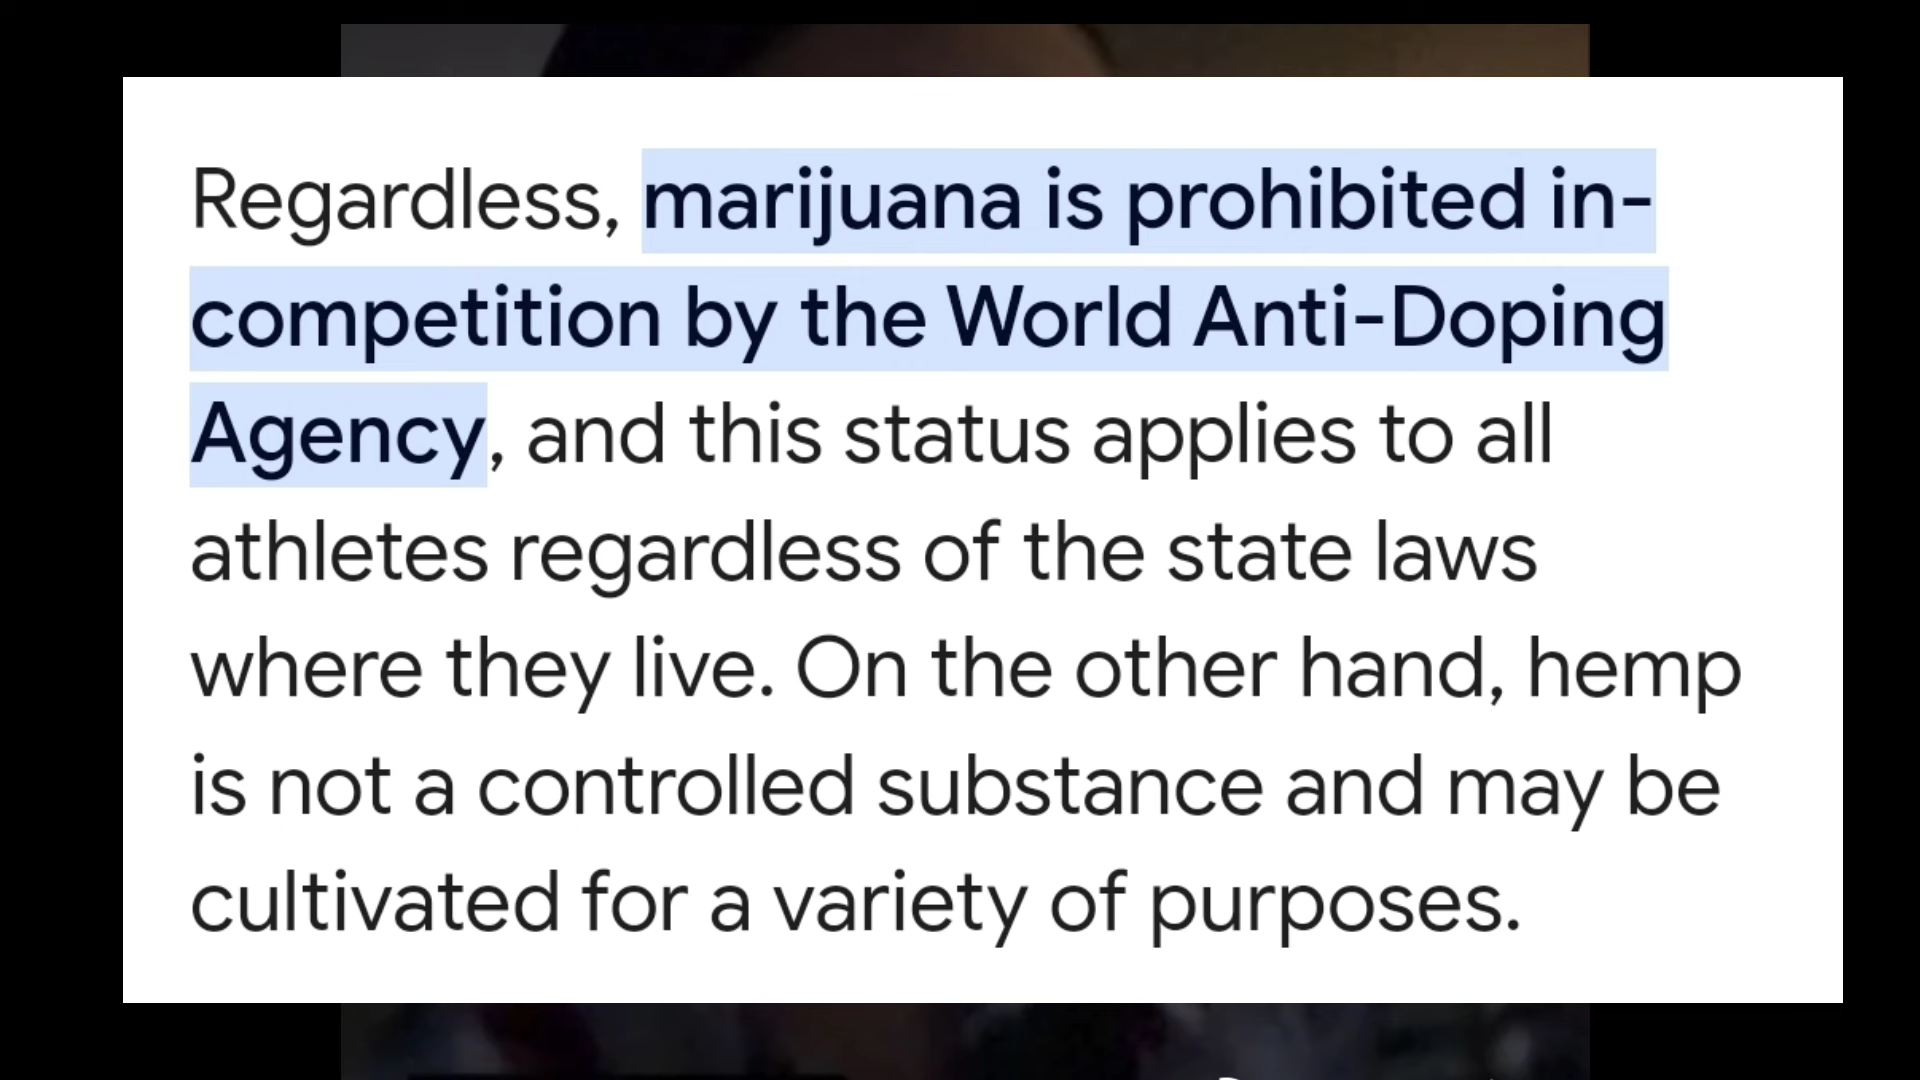 Regardless, marijuana is prohibited in-
competition by the World Anti-Doping
Agency, and this status applies to all
athletes regardless of the state laws
where they live. On the other hand, hemp
is not a controlled substance and may be
cultivated for a variety of purposes.